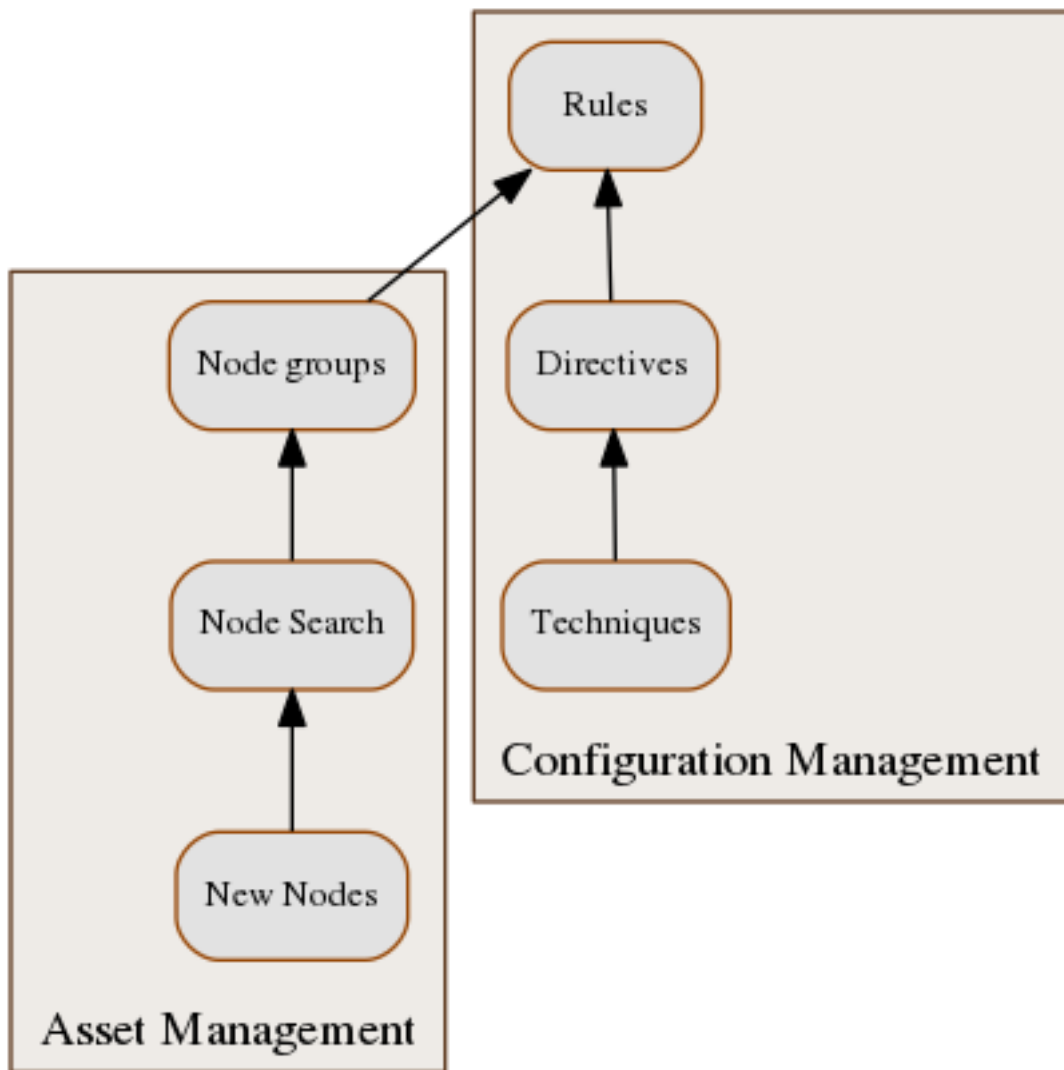 Rules
Node groups
Directives
Node Search
Techniques
Configuration Management
New Nodes
Asset Management